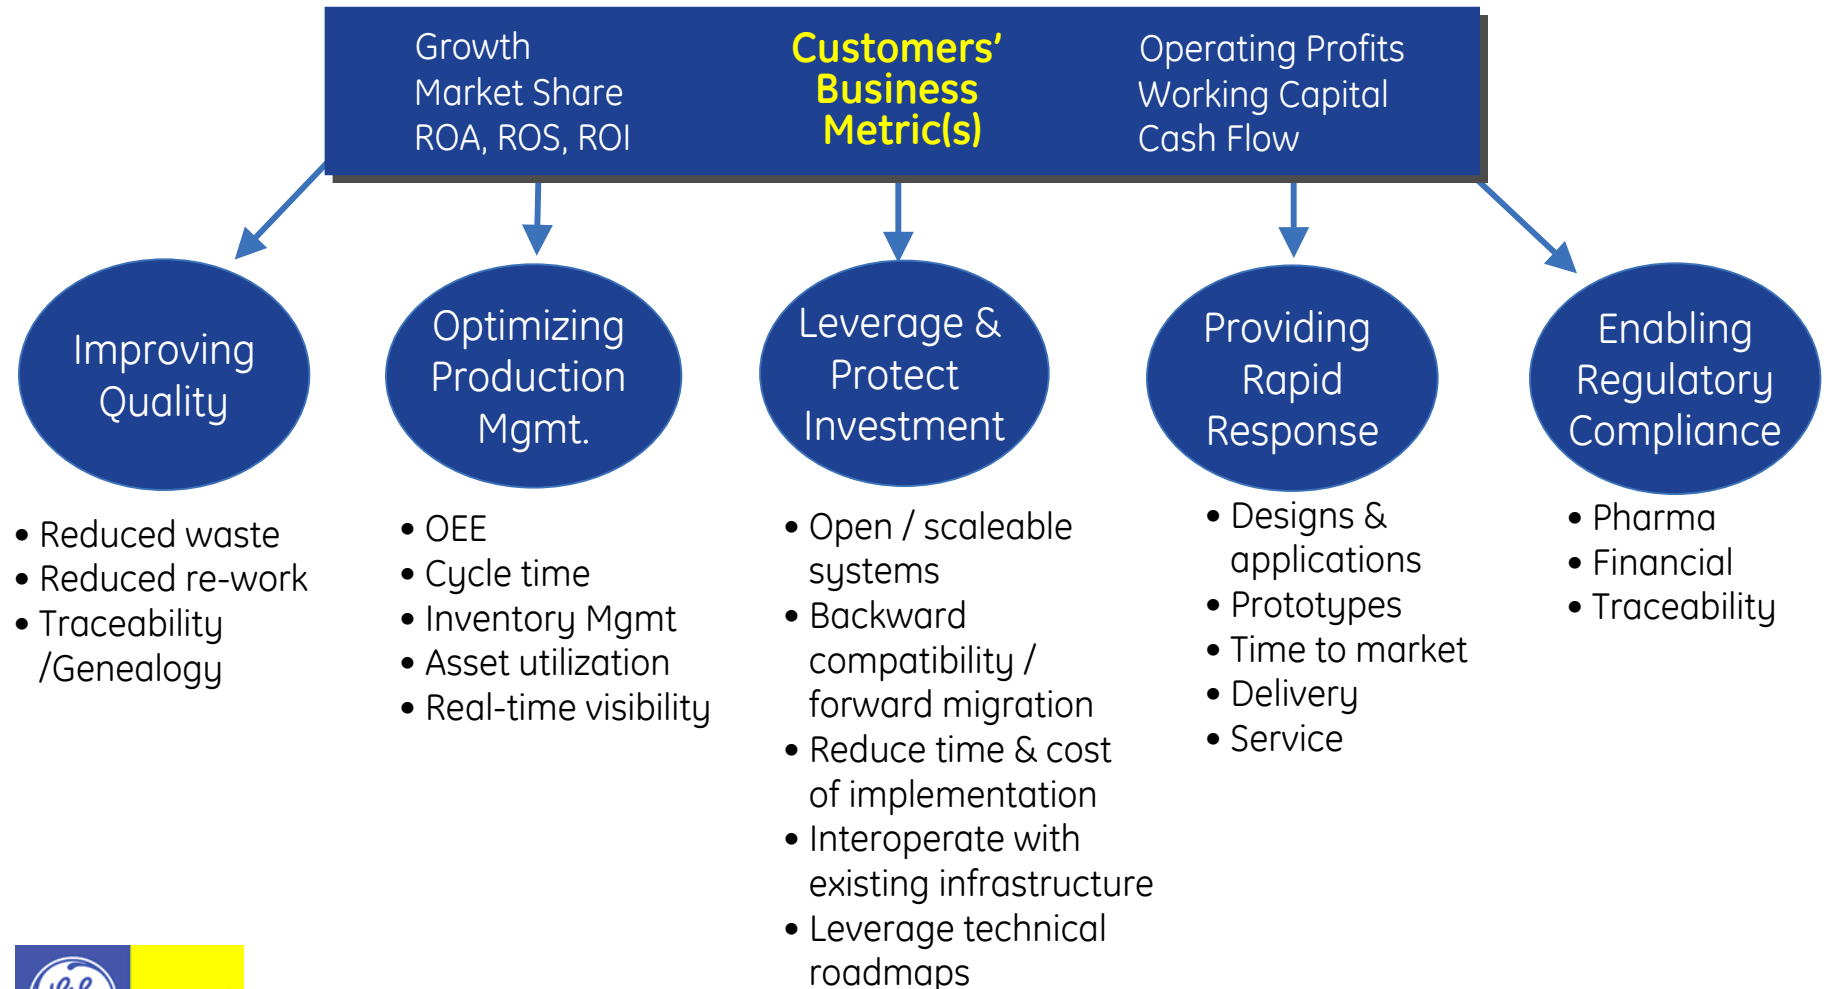 Growth
Market Share
ROA, ROS, ROI
Customers'
Business
Metric(s)
Operating Profits
Working Capital
Cash Flow
Improving
Quality
Optimizing
Production
Mgmt.
Leverage &
Protect
Investment
Providing
Rapid
Response
Enabling
Regulatory
Compliance
• Reduced waste
• Reduced re-work
• Traceability
/Genealogy
• OEE
• Cycle time
• Inventory Mgmt
• Asset utilization
• Real-time visibility
• Open / scaleable
systems
• Backward
compatibility /
forward migration
• Reduce time & cost
of implementation
• Interoperate with
existing infrastructure
• Leverage technical
roadmaps
• Designs &
applications
• Prototypes
• Time to market
• Delivery
• Service
• Pharma
• Financial
• Traceability